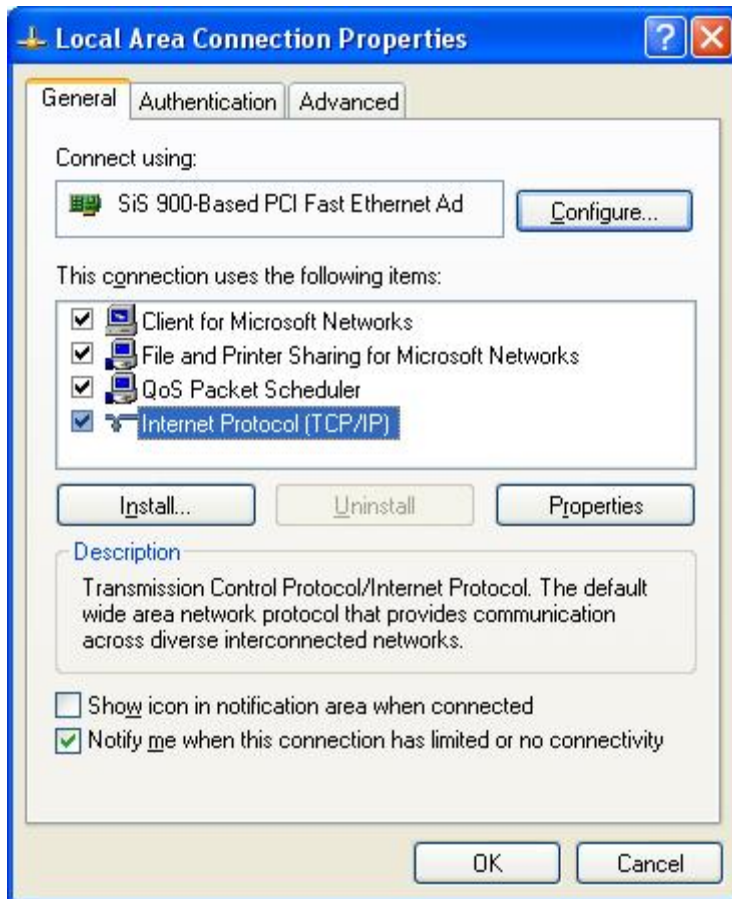 Local Area Connection Properties
General Authentication Advanced
Connect using:
SiS 900-Based PCI Fast Ethernet Ad
Configure...
This connection uses the following items:
Client for Microsoft Networks
File and Printer Sharing for Microsoft Networks
QoS Packet Scheduler
Internet Protocol (TCP/IP)
Install... Uninstall Properties
Description
Transmission Control Protocol/Internet Protocol. The default
wide area network protocol that provides communication
across diverse interconnected networks.
Show icon in notification area when connected
Notify me when this connection has limited or no connectivity
OK Cancel